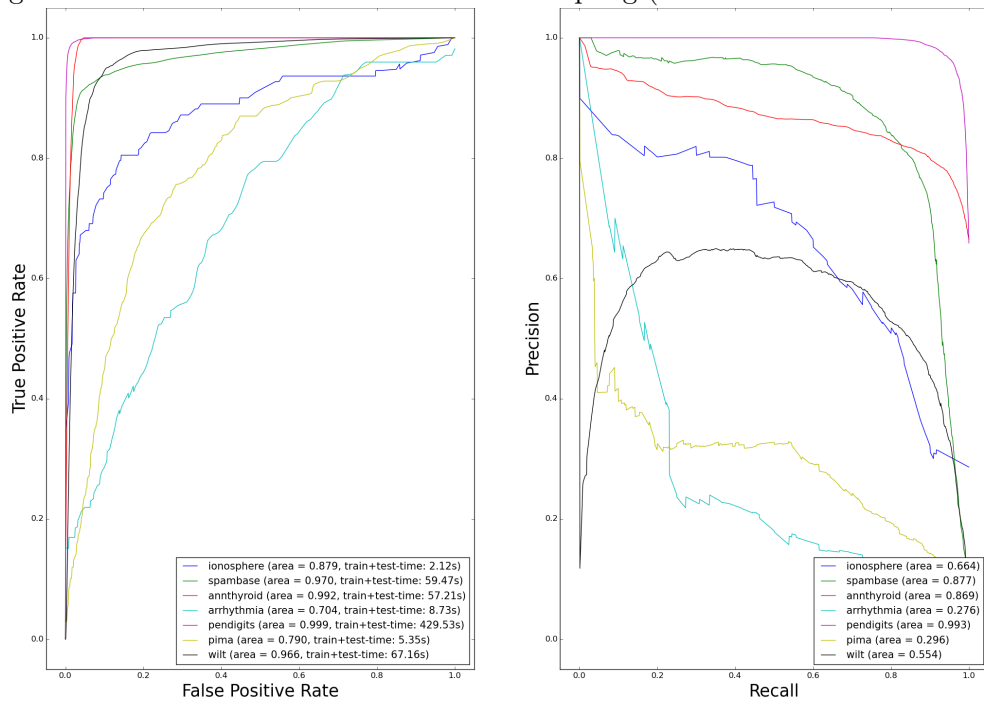 1.0
0.8
0.6
0.4
0.2
0.0
True Positive Rate
ionosphere (area = 0.879, train+test-time: 2.12s)
spambase (area = 0.970, train+test-time: 59.47s)
annthyroid (area = 0.992, train+test-time: 57.21s)
arrhythmia (area = 0.704, train+test-time: 8.73s)
pendigits (area = 0.999, train+test-time: 429.53s)
pima (area = 0.790, train+test-time: 5.35s)
wilt (area = 0.966, train+test-time: 67.16s)
0.0 0.2 0.4 0.6 0.8 1.0
False Positive Rate
1.0
0.8
0.6
0.4
0.2
0.0
Precision
ionosphere (area = 0.664)
spambase (area = 0.877)
annthyroid (area = 0.869)
arrhythmia (area = 0.276)
pendigits (area = 0.993)
pima (area = 0.296)
wilt (area = 0.554)
0.0 0.2 0.4 0.6 0.8 1.0
Recall